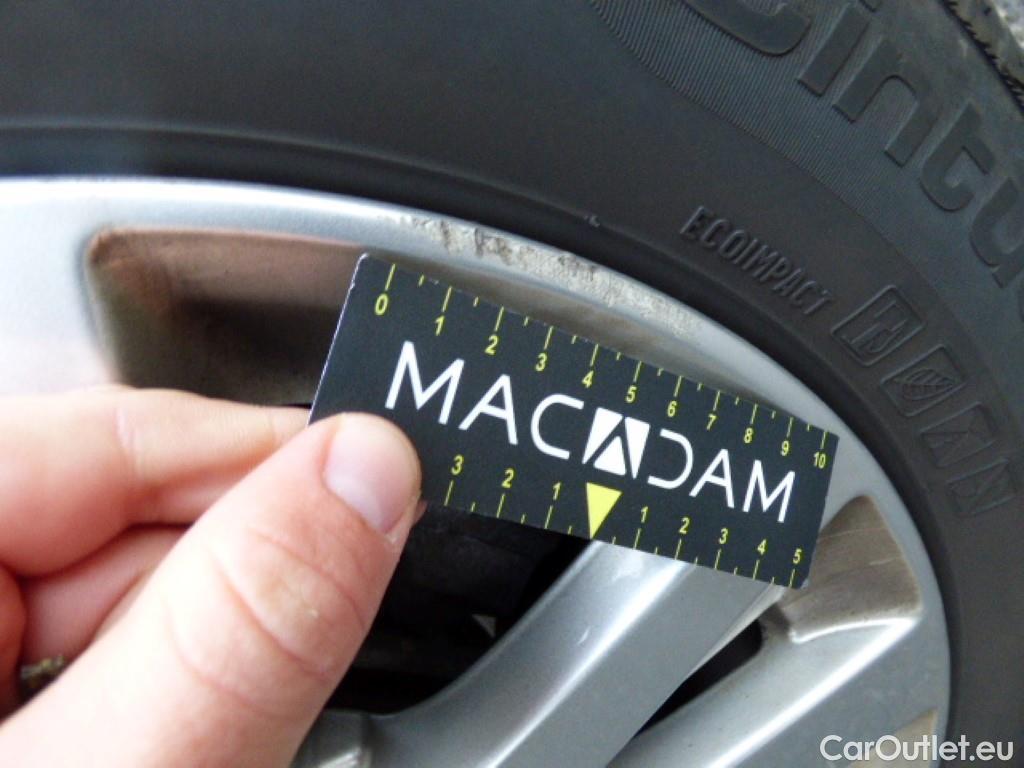 Cintu
ECOIMPACT
0 1 2 3 4 5 6 7 8 9 10
MACADAM
3 2 1 1 2 3 4 5
CarOutlet.eu